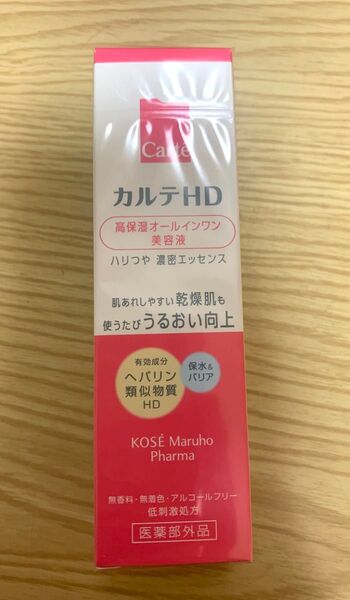 Carte
カルテHD
高保湿オールインワン
美容液
ハリつや 濃密エッセンス
肌あれしやすい乾燥肌も
使うたびうるおい向上
有効成分
ヘパリン
類似物質
HD
保水&
バリア
KOSÉ Maruho
Pharma
無香料・無着色・アルコールフリー
低刺激処方
医薬部外品